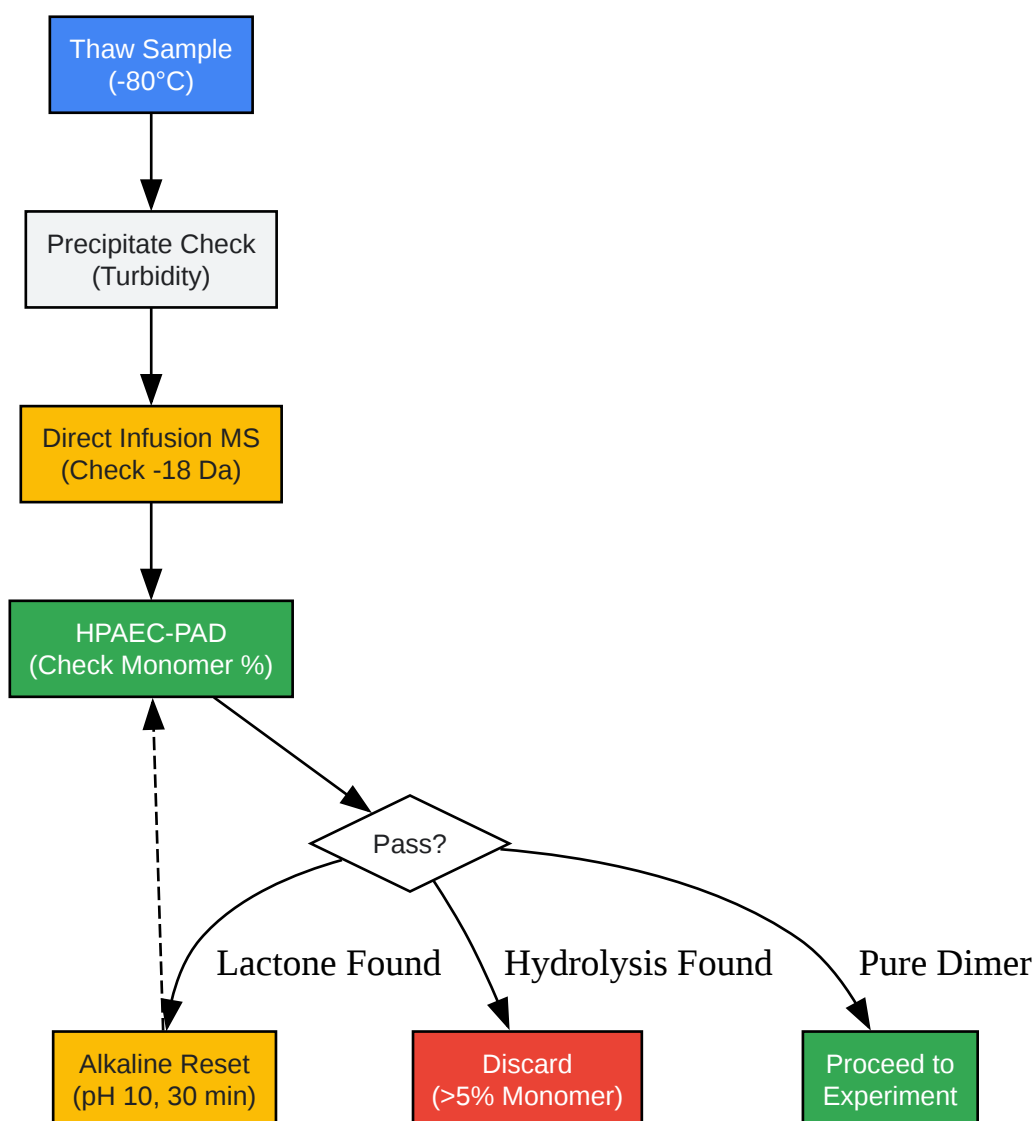 Thaw Sample
(-80°C)
Precipitate Check
(Turbidity)
Direct Infusion MS
(Check -18 Da)
HPAEC-PAD
(Check Monomer %)
Pass?
Lactone Found
Hydrolysis Found
Pure Dimer
Alkaline Reset
(pH 10, 30 min)
Discard
(>5% Monomer)
Proceed to
Experiment